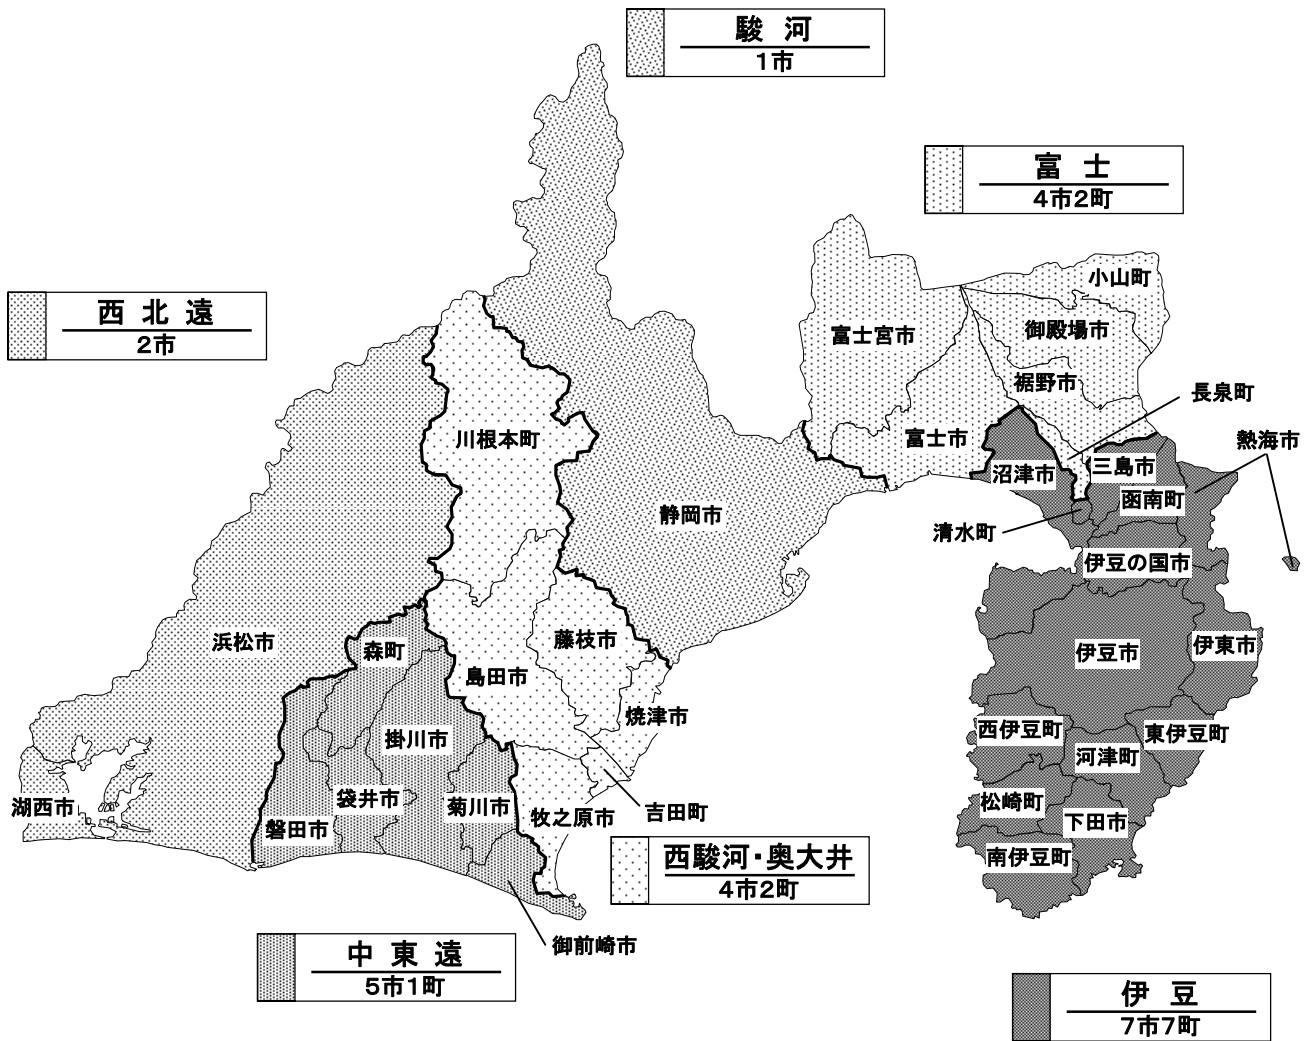 駿河
1市
富士
4市2町
小山町
西北遠
2市
御殿場市
富士宮市
裾野市
長泉町
川根本町
富士市
熱海市
三島市
沼津市
函南町
静岡市
清水町
伊豆の国市
浜松市
藤枝市
伊東市
森町
伊豆市
島田市
焼津市
西伊豆町
東伊豆町
掛川市
河津町
袋井市
松崎町
湖西市
菊川市
吉田町
牧之原市
下田市
磐田市
西駿河・奥大井
4市2町
南伊豆町
御前崎市
中東遠
5市1町
伊豆
7市7町